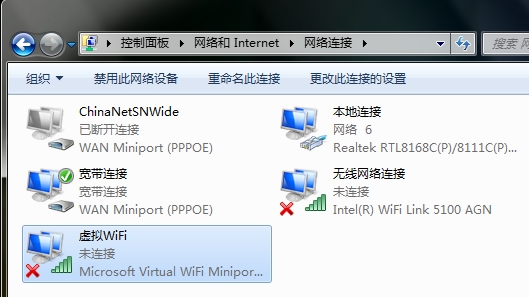 控制面板 ▸ 网络和 Internet ▸ 网络连接 ▸
搜索 网
组织 ▼ 禁用此网络设备 重命名此连接 更改此连接的设置
ChinaNetSNWide
已断开连接
WAN Miniport (PPPOE)
本地连接
网络 6
Realtek RTL8168C(P)/8111C(P)...
宽带连接
宽带连接
WAN Miniport (PPPOE)
无线网络连接
未连接
Intel(R) WiFi Link 5100 AGN
虚拟WiFi
未连接
Microsoft Virtual WiFi Minipor...